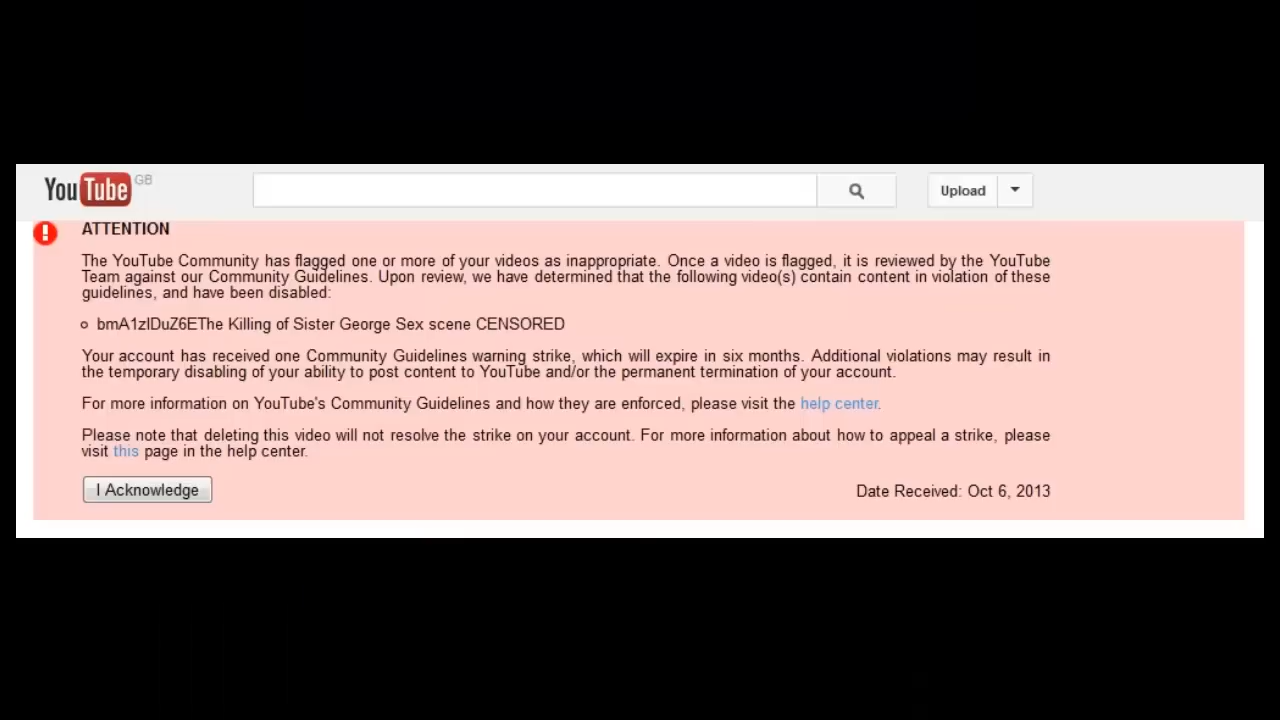 YouTube GB
Upload
ATTENTION
The YouTube Community has flagged one or more of your videos as inappropriate. Once a video is flagged, it is reviewed by the YouTube
Team against our Community Guidelines. Upon review, we have determined that the following video(s) contain content in violation of these
guidelines, and have been disabled:
bmA1zlDuZ6EThe Killing of Sister George Sex scene CENSORED
Your account has received one Community Guidelines warning strike, which will expire in six months. Additional violations may result in
the temporary disabling of your ability to post content to YouTube and/or the permanent termination of your account.
For more information on YouTube's Community Guidelines and how they are enforced, please visit the help center.
Please note that deleting this video will not resolve the strike on your account. For more information about how to appeal a strike, please
visit this page in the help center.
I Acknowledge
Date Received: Oct 6, 2013